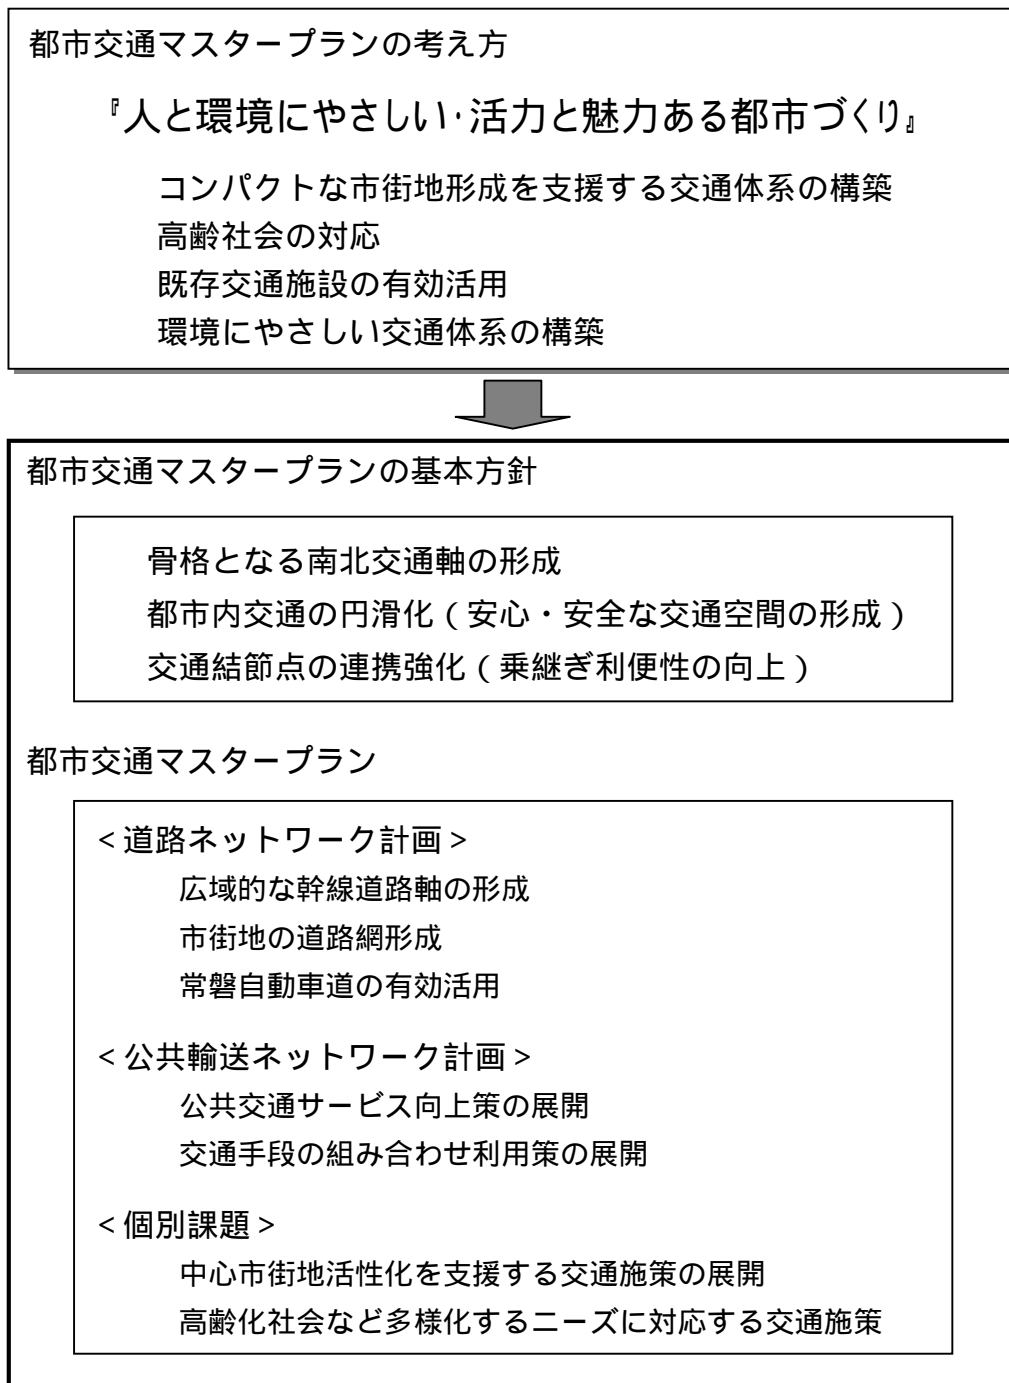 都市交通マスタープランの考え方
『人と環境にやさしい・活力と魅力ある都市づくり』
コンパクトな市街地形成を支援する交通体系の構築
高齢社会の対応
既存交通施設の有効活用
環境にやさしい交通体系の構築
都市交通マスタープランの基本方針
骨格となる南北交通軸の形成
都市内交通の円滑化(安心・安全な交通空間の形成)
交通結節点の連携強化(乗継ぎ利便性の向上)
都市交通マスタープラン
<道路ネットワーク計画>
広域的な幹線道路軸の形成
市街地の道路網形成
常磐自動車道の有効活用
<公共輸送ネットワーク計画>
公共交通サービス向上策の展開
交通手段の組み合わせ利用策の展開
<個別課題>
中心市街地活性化を支援する交通施策の展開
高齢化社会など多様化するニーズに対応する交通施策